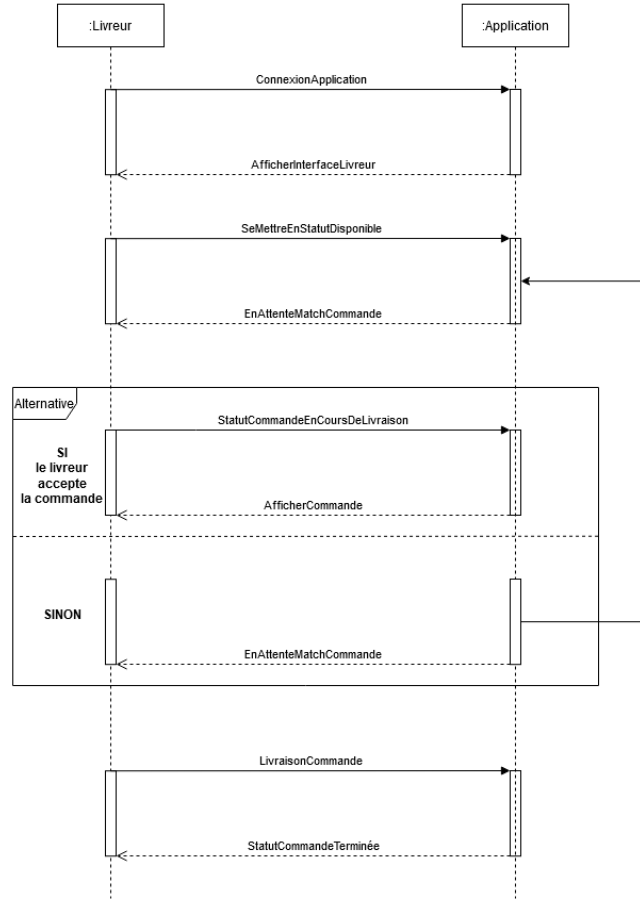 :Livreur
:Application
ConnexionApplication
AfficherInterfaceLivreur
SeMettreEnStatutDisponible
EnAttenteMatchCommande
Alternative
StatutCommandeEnCoursDeLivraison
SI
le livreur
accepte
la commande
AfficherCommande
SINON
EnAttenteMatchCommande
LivraisonCommande
StatutCommandeTerminée